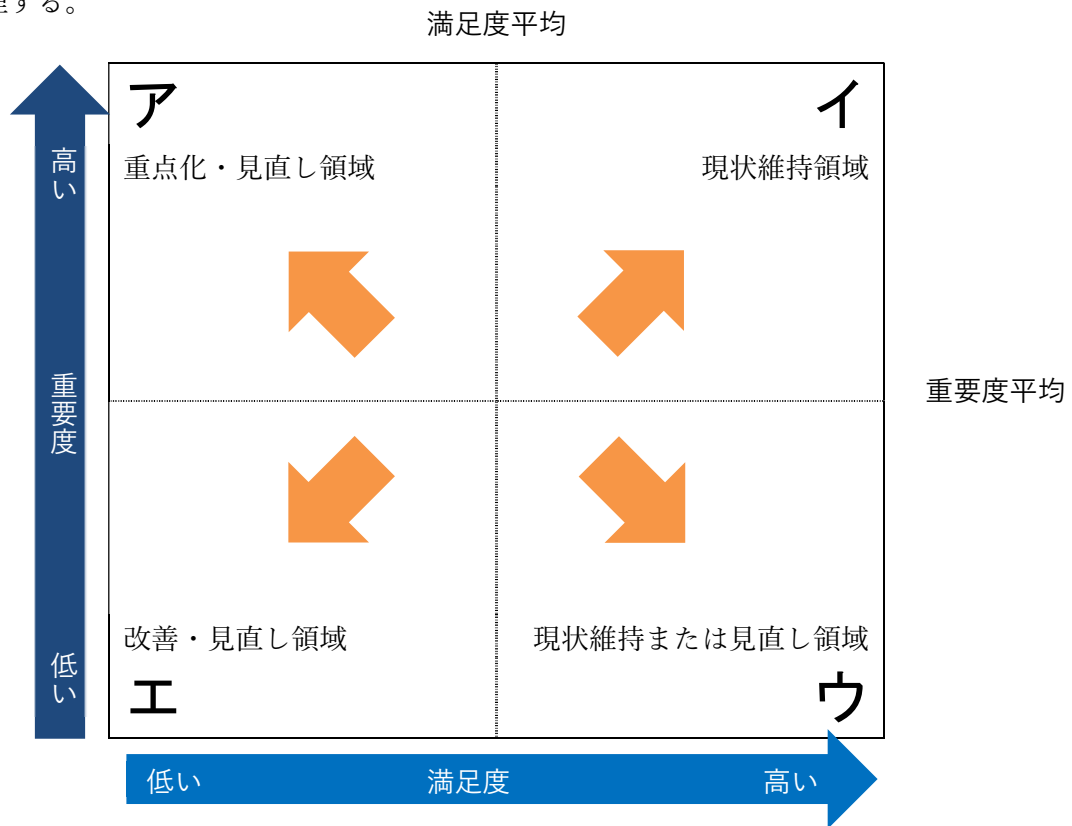 する。
満足度平均
ア
イ
重点化・見直し領域
現状維持領域
高い
重要度
低い
重要度平均
改善・見直し領域
現状維持または見直し領域
エ
ウ
低い
満足度
高い